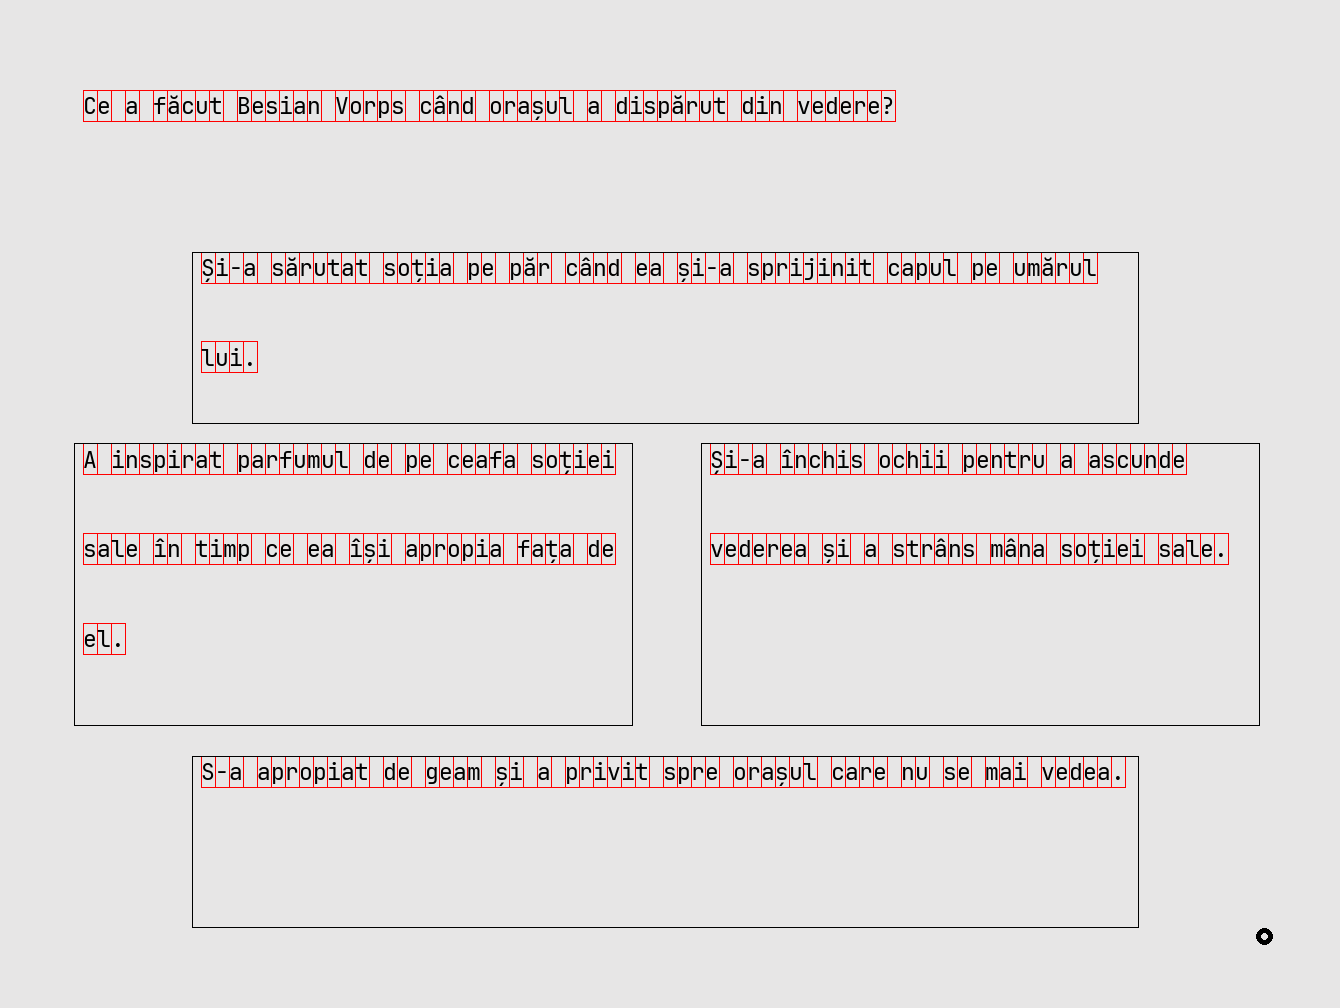 Ce a făcut Besian Vorps când orașul a dispărut din vedere?
Și-a sărutat soția pe păr când ea și-a sprijinit capul pe umărul
lui.
A inspirat parfumul de pe ceafa soției
sale în timp ce ea își apropia fața de
el.
Și-a închis ochii pentru a ascunde
vederea și a strâns mâna soției sale.
S-a apropiat de geam și a privit spre orașul care nu se mai vedea.